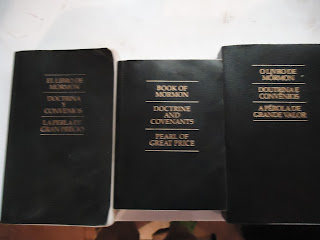 EL LIBRO DE
MORMON
DOCTRINA
Y
CONVENIOS
LA PERLA DE
GRAN PRECIO
BOOK OF
MORMON
DOCTRINE
AND
COVENANTS
PEARL OF
GREAT PRICE
O LIVRO DE
MÓRMON
DOUTRINA E
CONVÊNIOS
A PÉROLA DE
GRANDE VALOR